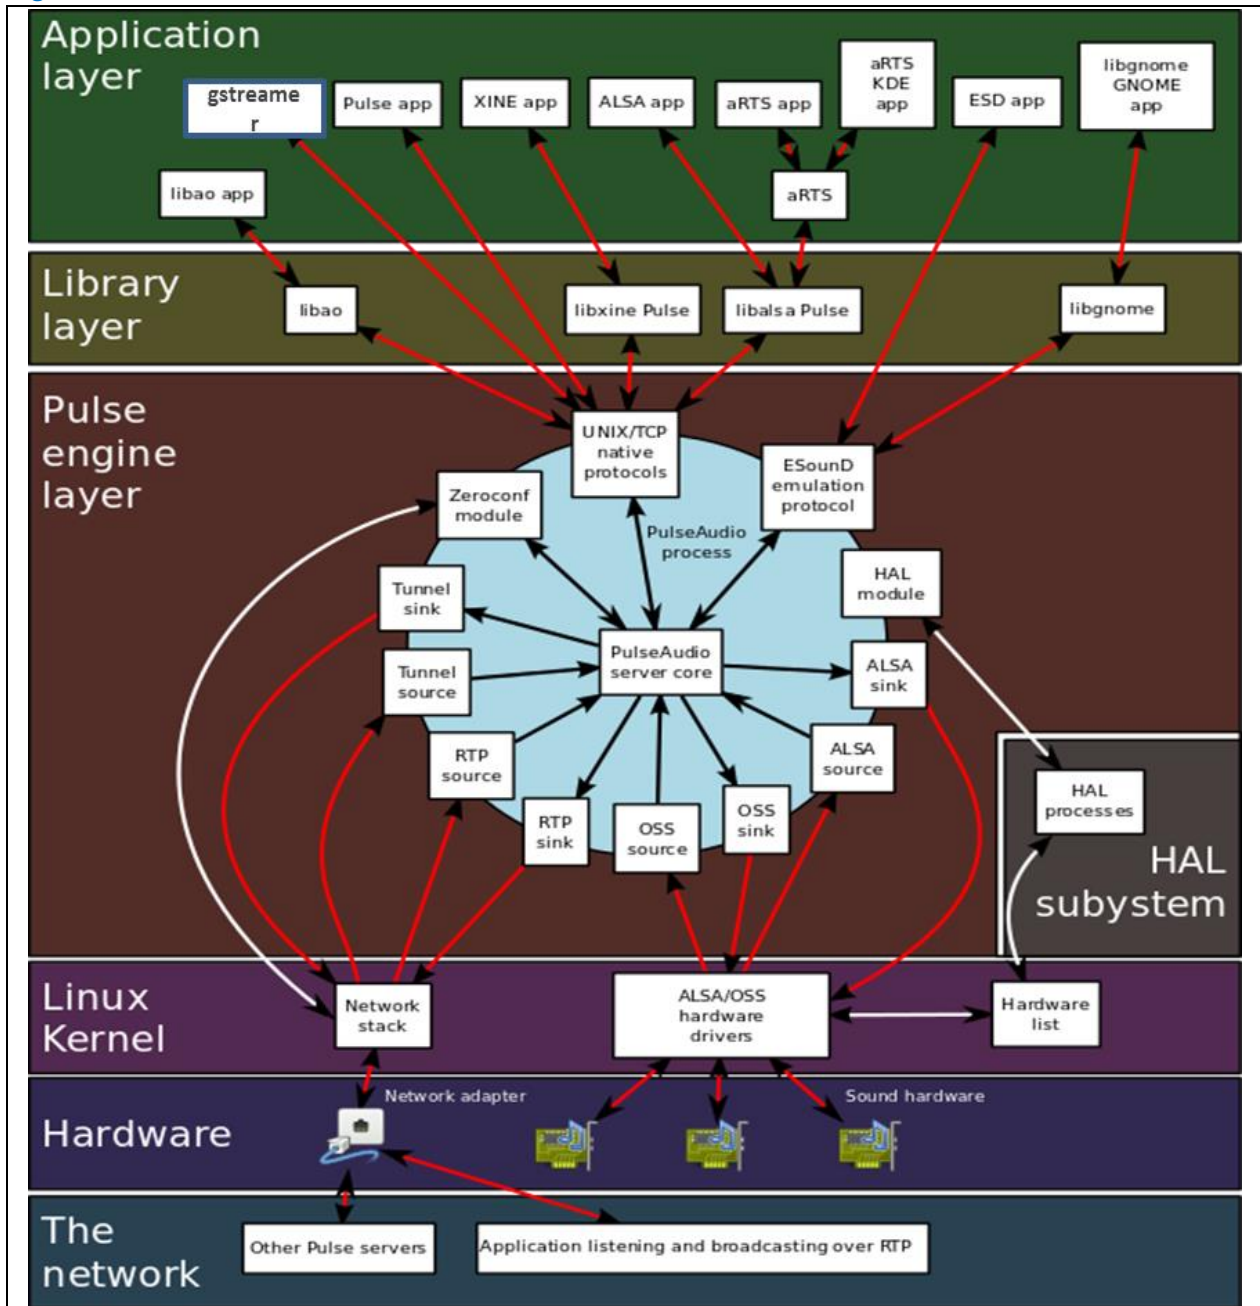 Application
layer
gstreame
r
Pulse app
XINE app
ALSA app
aRTS app
aRTS
KDE
app
ESD app
libgnome
GNOME
app
libao app
aRTS
Library
layer
libao
libxine Pulse
libalsa Pulse
libgnome
Pulse
engine
layer
UNIX/TCP
native
protocols
ESounD
emulation
protocol
Zeroconf
module
PulseAudio
process
HAL
module
Tunnel
sink
PulseAudio
server core
ALSA
sink
Tunnel
source
RTP
source
ALSA
source
RTP
sink
OSS
source
OSS
sink
HAL
processes
HAL
subystem
Linux
Kernel
Network
stack
ALSA/OSS
hardware
drivers
Hardware
list
Hardware
Network adapter
Sound hardware
The
network
Other Pulse servers
Application listening and broadcasting over RTP